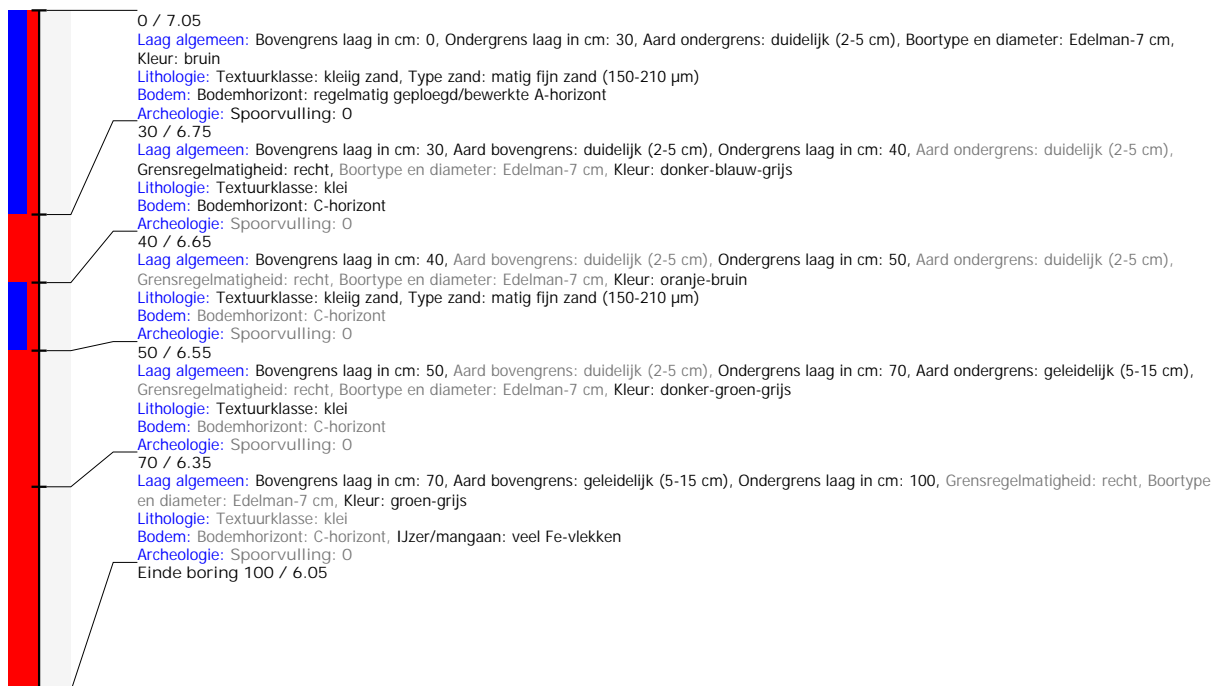 0 / 7.05
Laag algemeen: Bovengrens laag in cm: 0, Ondergrens laag in cm: 30, Aard ondergrens: duidelijk (2-5 cm), Boortype en diameter: Edelman-7 cm,
Kleur: bruin
Lithologie: Textuurklasse: kleiig zand, Type zand: matig fijn zand (150-210 µm)
Bodem: Bodemhorizont: regelmatig geploegd/bewerkte A-horizont
Archeologie: Spoorvulling: 0
30 / 6.75
Laag algemeen: Bovengrens laag in cm: 30, Aard bovengrens: duidelijk (2-5 cm), Ondergrens laag in cm: 40, Aard ondergrens: duidelijk (2-5 cm),
Grensregelmatigheid: recht, Boortype en diameter: Edelman-7 cm, Kleur: donker-blauw-grijs
Lithologie: Textuurklasse: klei
Bodem: Bodemhorizont: C-horizont
Archeologie: Spoorvulling: 0
40 / 6.65
Laag algemeen: Bovengrens laag in cm: 40, Aard bovengrens: duidelijk (2-5 cm), Ondergrens laag in cm: 50, Aard ondergrens: duidelijk (2-5 cm),
Grensregelmatigheid: recht, Boortype en diameter: Edelman-7 cm, Kleur: oranje-bruin
Lithologie: Textuurklasse: kleiig zand, Type zand: matig fijn zand (150-210 µm)
Bodem: Bodemhorizont: C-horizont
Archeologie: Spoorvulling: 0
50 / 6.55
Laag algemeen: Bovengrens laag in cm: 50, Aard bovengrens: duidelijk (2-5 cm), Ondergrens laag in cm: 70, Aard ondergrens: geleidelijk (5-15 cm),
Grensregelmatigheid: recht, Boortype en diameter: Edelman-7 cm, Kleur: donker-groen-grijs
Lithologie: Textuurklasse: klei
Bodem: Bodemhorizont: C-horizont
Archeologie: Spoorvulling: 0
70 / 6.35
Laag algemeen: Bovengrens laag in cm: 70, Aard bovengrens: geleidelijk (5-15 cm), Ondergrens laag in cm: 100, Grensregelmatigheid: recht, Boortype
en diameter: Edelman-7 cm, Kleur: groen-grijs
Lithologie: Textuurklasse: klei
Bodem: Bodemhorizont: C-horizont, IJzer/mangaan: veel Fe-vlekken
Archeologie: Spoorvulling: 0
Einde boring 100 / 6.05